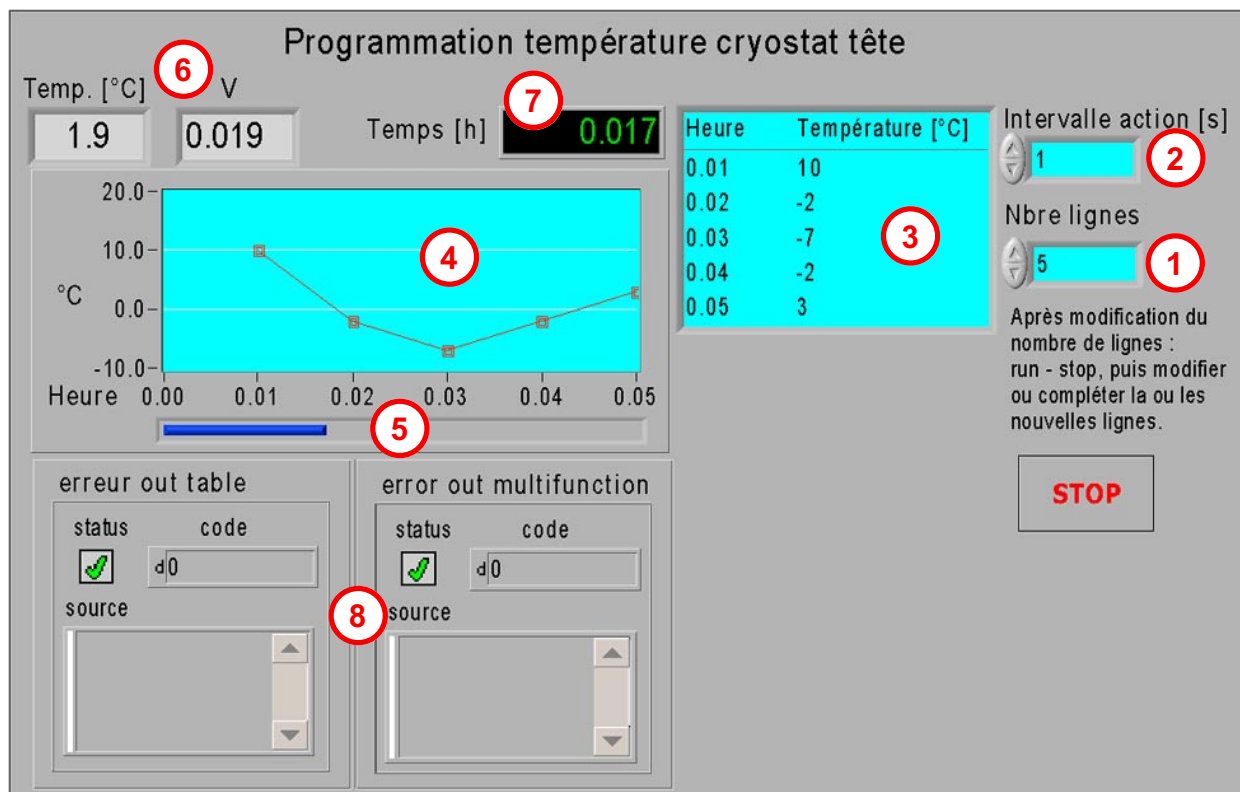 Programmation température cryostat tête
Temp. [°C] 6 V
1.9 0.019
Temps [h] 7 0.017
Heure Température [°C]
0.01 10
0.02 -2
0.03 -7
0.04 -2
0.05 3
3
Intervalle action [s]
1 2
Nbre lignes
5 1
Après modification du
nombre de lignes :
run - stop, puis modifier
ou compléter la ou les
nouvelles lignes.
STOP
20.0
10.0
°C 0.0
-10.0
4
Heure 0.00 0.01 0.02 0.03 0.04 0.05
5
erreur out table
status code
d 0
source
8
error out multifunction
status code
d 0
source